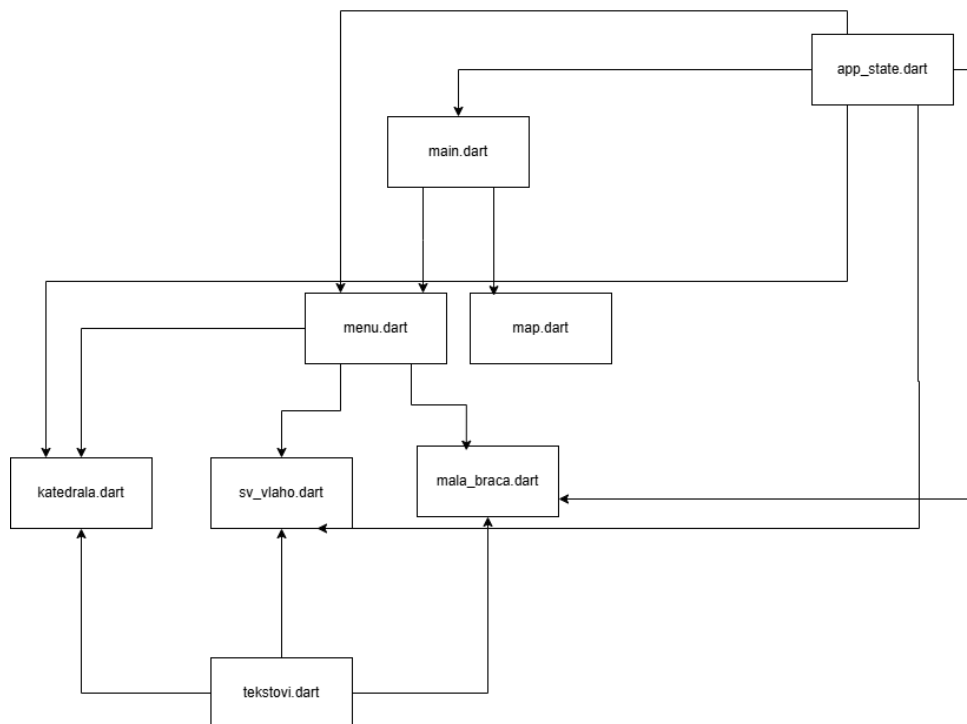 app_state.dart
main.dart
menu.dart
map.dart
katedrala.dart
sv_vlaho.dart
mala_braca.dart
tekstovi.dart